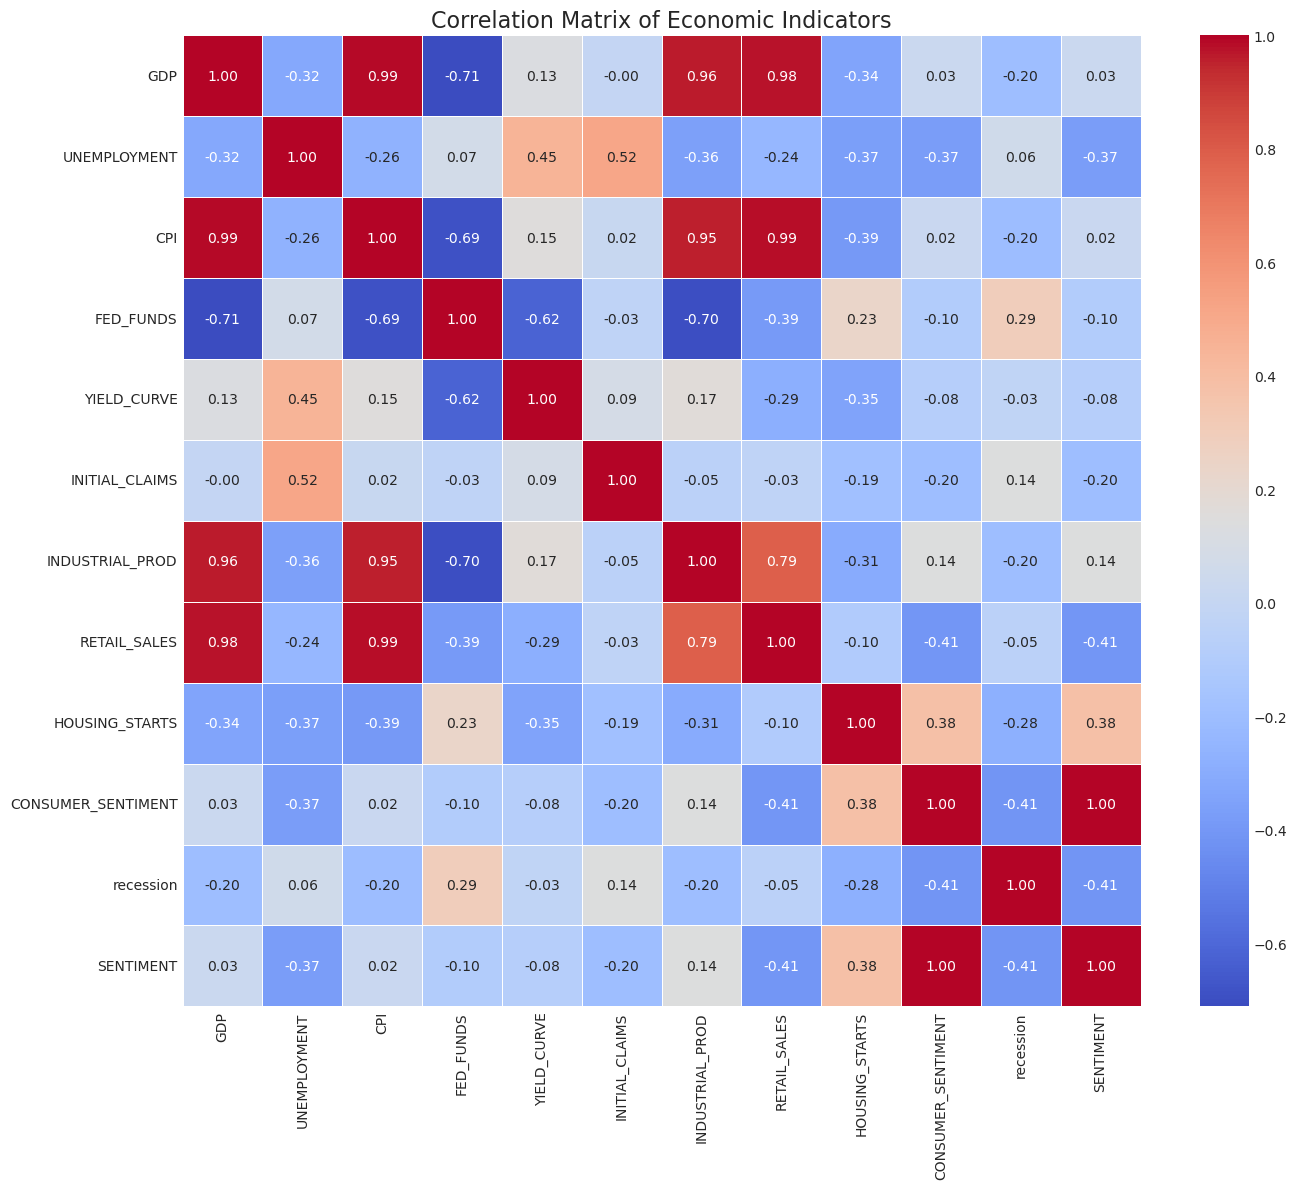 Correlation Matrix of Economic Indicators
GDP 1.00 -0.32 0.99 -0.71 0.13 -0.00 0.96 0.98 -0.34 0.03 -0.20 0.03
UNEMPLOYMENT -0.32 1.00 -0.26 0.07 0.45 0.52 -0.36 -0.24 -0.37 -0.37 0.06 -0.37
CPI 0.99 -0.26 1.00 -0.69 0.15 0.02 0.95 0.99 -0.39 0.02 -0.20 0.02
FED_FUNDS -0.71 0.07 -0.69 1.00 -0.62 -0.03 -0.70 -0.39 0.23 -0.10 0.29 -0.10
YIELD_CURVE 0.13 0.45 0.15 -0.62 1.00 0.09 0.17 -0.29 -0.35 -0.08 -0.03 -0.08
INITIAL_CLAIMS -0.00 0.52 0.02 -0.03 0.09 1.00 -0.05 -0.03 -0.19 -0.20 0.14 -0.20
INDUSTRIAL_PROD 0.96 -0.36 0.95 -0.70 0.17 -0.05 1.00 0.79 -0.31 0.14 -0.20 0.14
RETAIL_SALES 0.98 -0.24 0.99 -0.39 -0.29 -0.03 0.79 1.00 -0.10 -0.41 -0.05 -0.41
HOUSING_STARTS -0.34 -0.37 -0.39 0.23 -0.35 -0.19 -0.31 -0.10 1.00 0.38 -0.28 0.38
CONSUMER_SENTIMENT 0.03 -0.37 0.02 -0.10 -0.08 -0.20 0.14 -0.41 0.38 1.00 -0.41 1.00
recession -0.20 0.06 -0.20 0.29 -0.03 0.14 -0.20 -0.05 -0.28 -0.41 1.00 -0.41
SENTIMENT 0.03 -0.37 0.02 -0.10 -0.08 -0.20 0.14 -0.41 0.38 1.00 -0.41 1.00
GDP
UNEMPLOYMENT
CPI
FED_FUNDS
YIELD_CURVE
INITIAL_CLAIMS
INDUSTRIAL_PROD
RETAIL_SALES
HOUSING_STARTS
CONSUMER_SENTIMENT
recession
SENTIMENT
1.0
0.8
0.6
0.4
0.2
0.0
−0.2
−0.4
−0.6